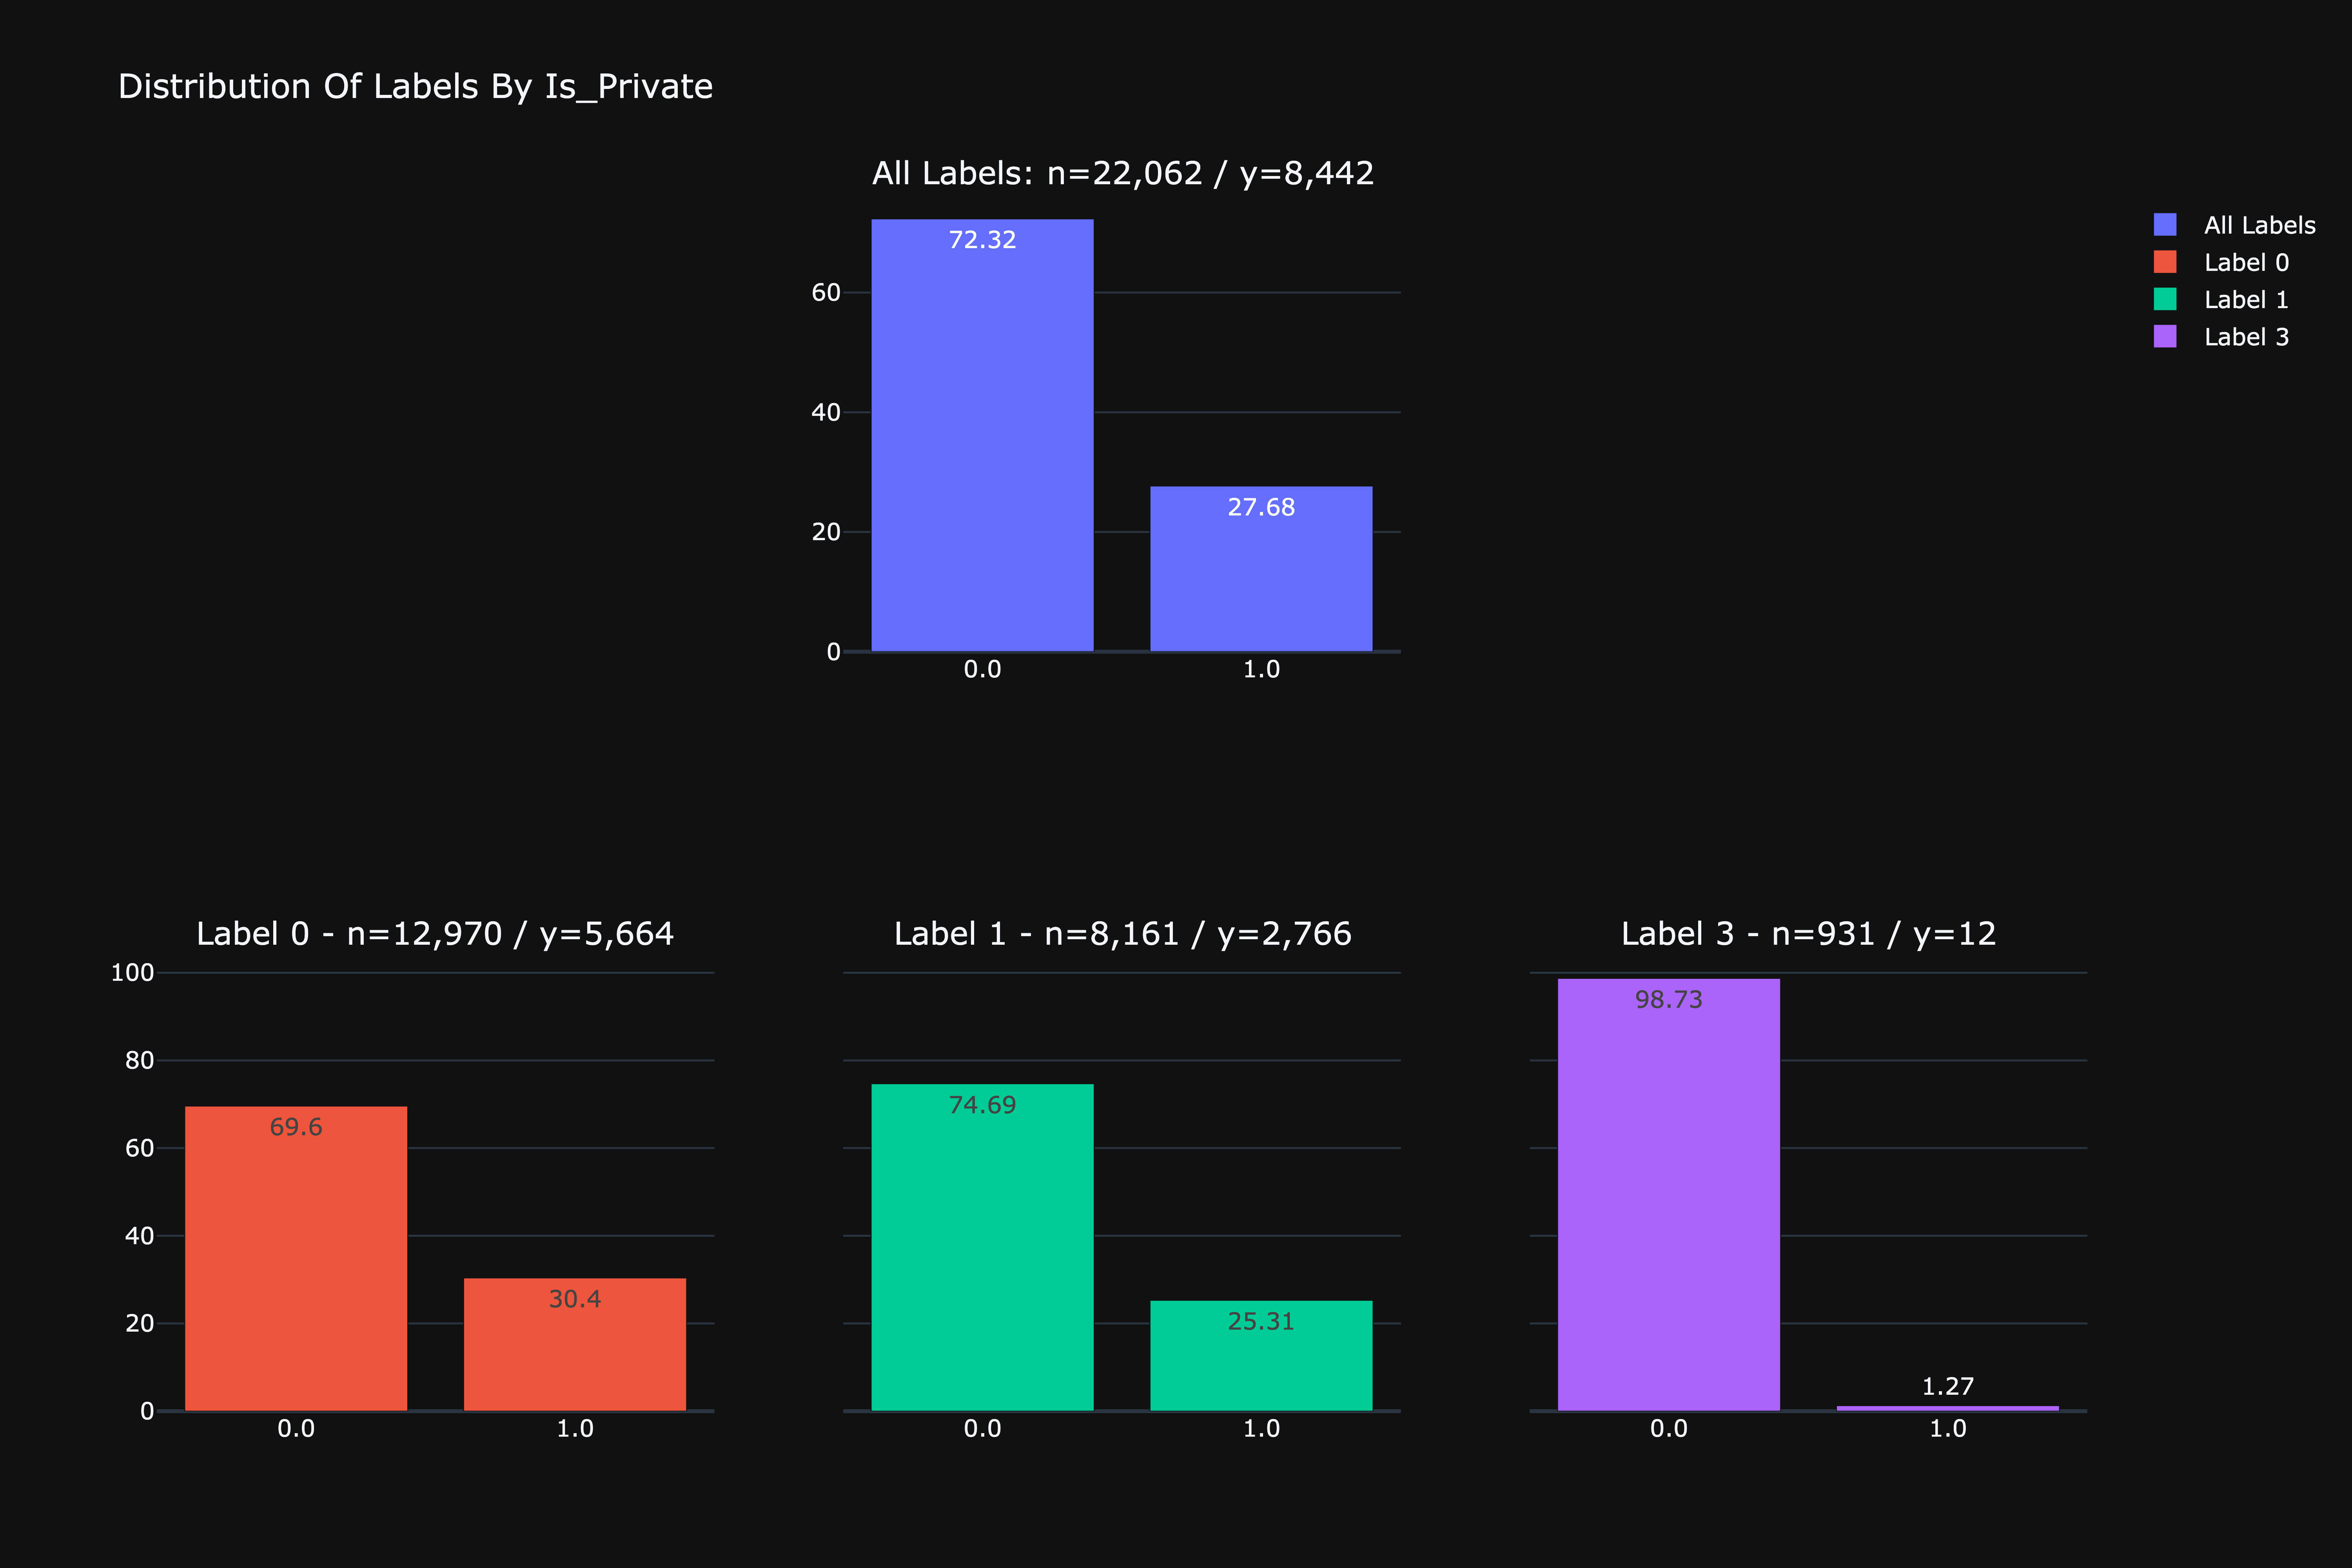 Distribution Of Labels By Is_Private
All Labels: n=22,062 / y=8,442
72.32
27.68
60
40
20
0
0.0
1.0
All Labels
Label 0
Label 1
Label 3
Label 0 - n=12,970 / y=5,664
100
80
60
40
20
0
69.6
30.4
0.0
1.0
Label 1 - n=8,161 / y=2,766
74.69
25.31
0.0
1.0
Label 3 - n=931 / y=12
98.73
1.27
0.0
1.0